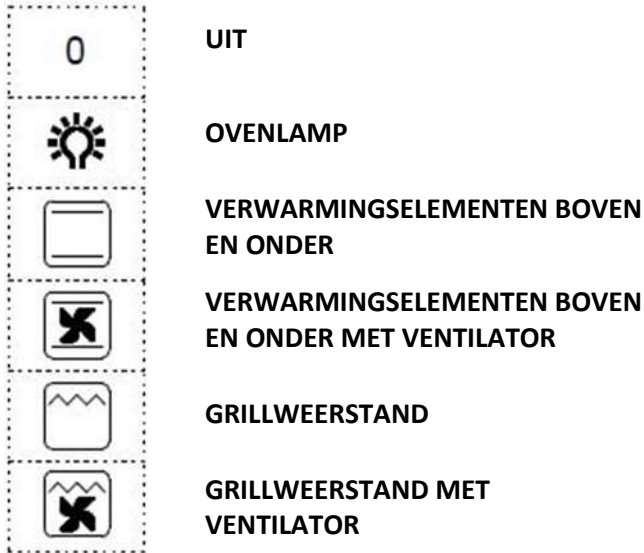 0
UIT
OVENLAMP
VERWARMINGSELEMENTEN BOVEN
EN ONDER
VERWARMINGSELEMENTEN BOVEN
EN ONDER MET VENTILATOR
GRILLWEERSTAND
GRILLWEERSTAND MET
VENTILATOR